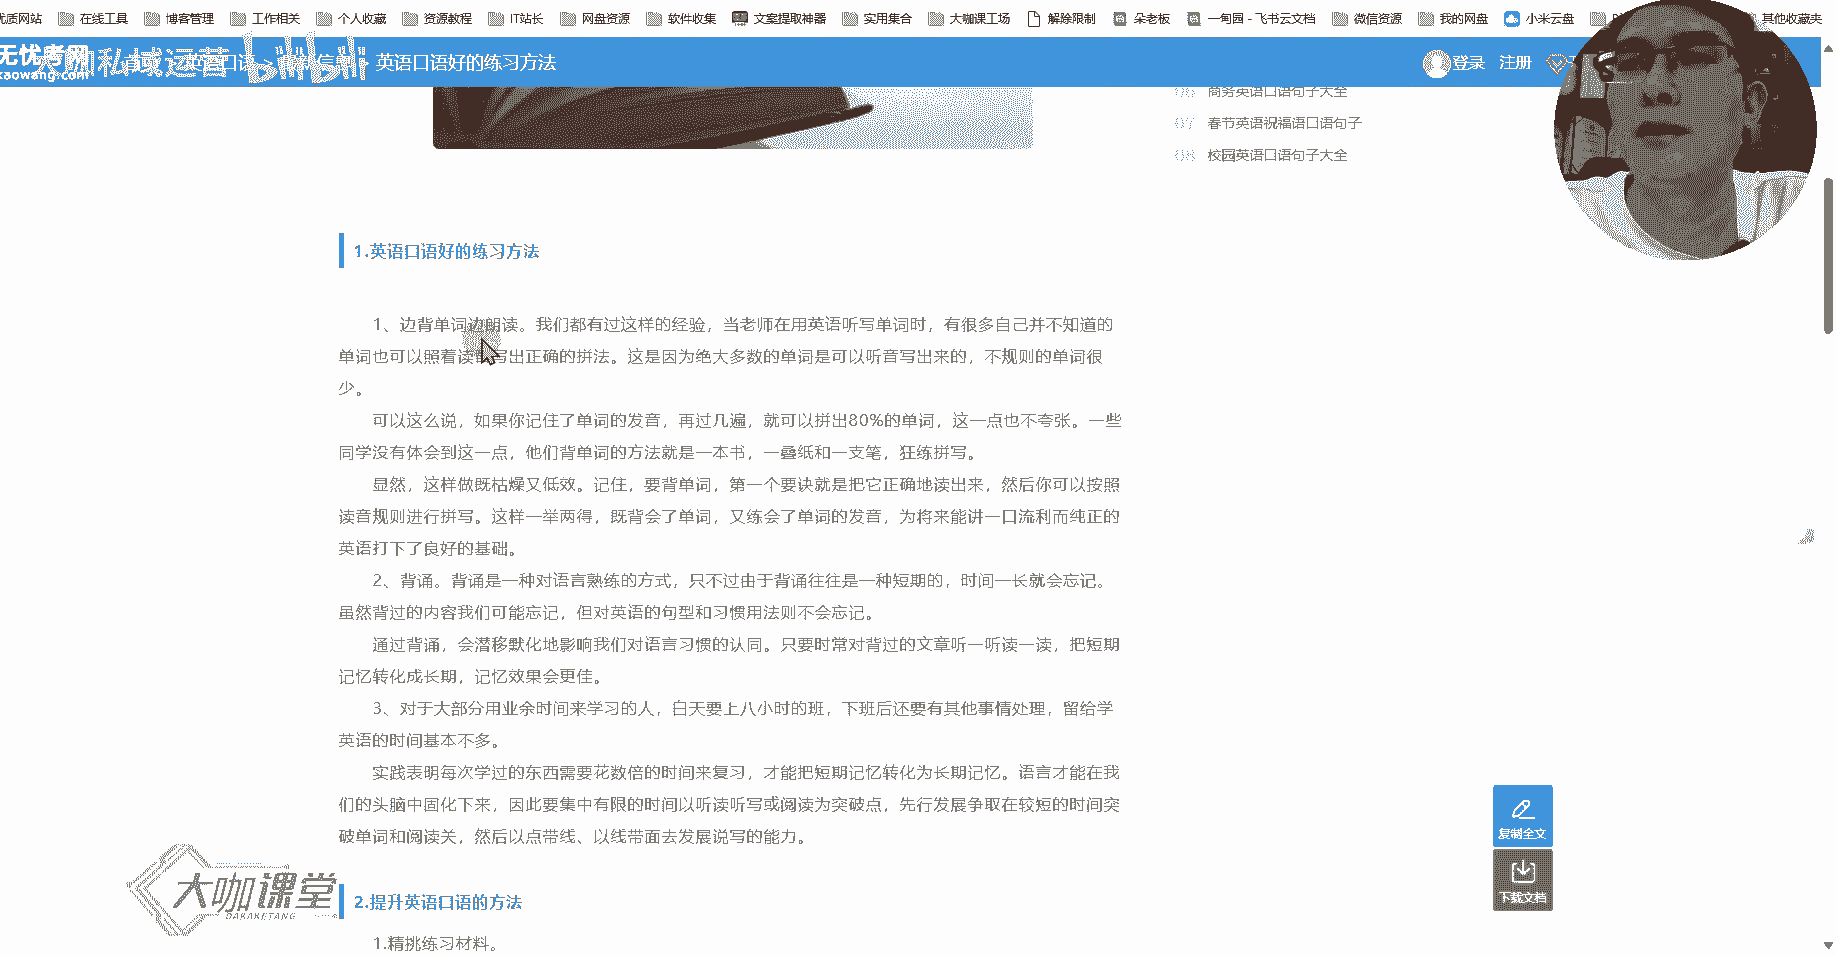 优质网站 在线工具 博客管理 工作相关 个人收藏 资源教程 IT站长 网盘资源 软件收集 文案提取神器 实用集合 大咖课工场 解除限制 朵老板 一甸园 - 飞书云文档 微信资源 我的网盘 小米云盘 其他收藏夹
无忧考网
kaowang.com
大咖私域运营 bilibili
英语口语好的练习方法
登录 注册
06 商务英语口语句子大全
07 春节英语祝福语口语句子
08 校园英语口语句子大全
1.英语口语好的练习方法
1、边背单词边朗读。我们都有过这样的经验，当老师在用英语听写单词时，有很多自己并不知道的
单词也可以照着读音写出正确的拼法。这是因为绝大多数的单词是可以听音写出来的，不规则的单词很
少。
可以这么说，如果你记住了单词的发音，再过几遍，就可以拼出80%的单词，这一点也不夸张。一些
同学没有体会到这一点，他们背单词的方法就是一本书，一叠纸和一支笔，狂练拼写。
显然，这样做既枯燥又低效。记住，要背单词，第一个要诀就是把它正确地读出来，然后你可以按照
读音规则进行拼写。这样一举两得，既背会了单词，又练会了单词的发音，为将来能讲一口流利而纯正的
英语打下了良好的基础。
2、背诵。背诵是一种对语言熟练的方式，只不过由于背诵往往是一种短期的，时间一长就会忘记。
虽然背过的内容我们可能忘记，但对英语的句型和习惯用法则不会忘记。
通过背诵，会潜移默化地影响我们对语言习惯的认同。只要时常对背过的文章听一听读一读，把短期
记忆转化成长期，记忆效果会更佳。
3、对于大部分用业余时间来学习的人，白天要上八小时的班，下班后还要有其他事情处理，留给学
英语的时间基本不多。
实践表明每次学过的东西需要花数倍的时间来复习，才能把短期记忆转化为长期记忆。语言才能在我
们的头脑中固化下来，因此要集中有限的时间以听读听写或阅读为突破点，先行发展争取在较短的时间突
破单词和阅读关，然后以点带线、以线带面去发展说写的能力。
复制全文
下载文档
大咖课堂
DAKAKETANG
2.提升英语口语的方法
1.精挑练习材料。